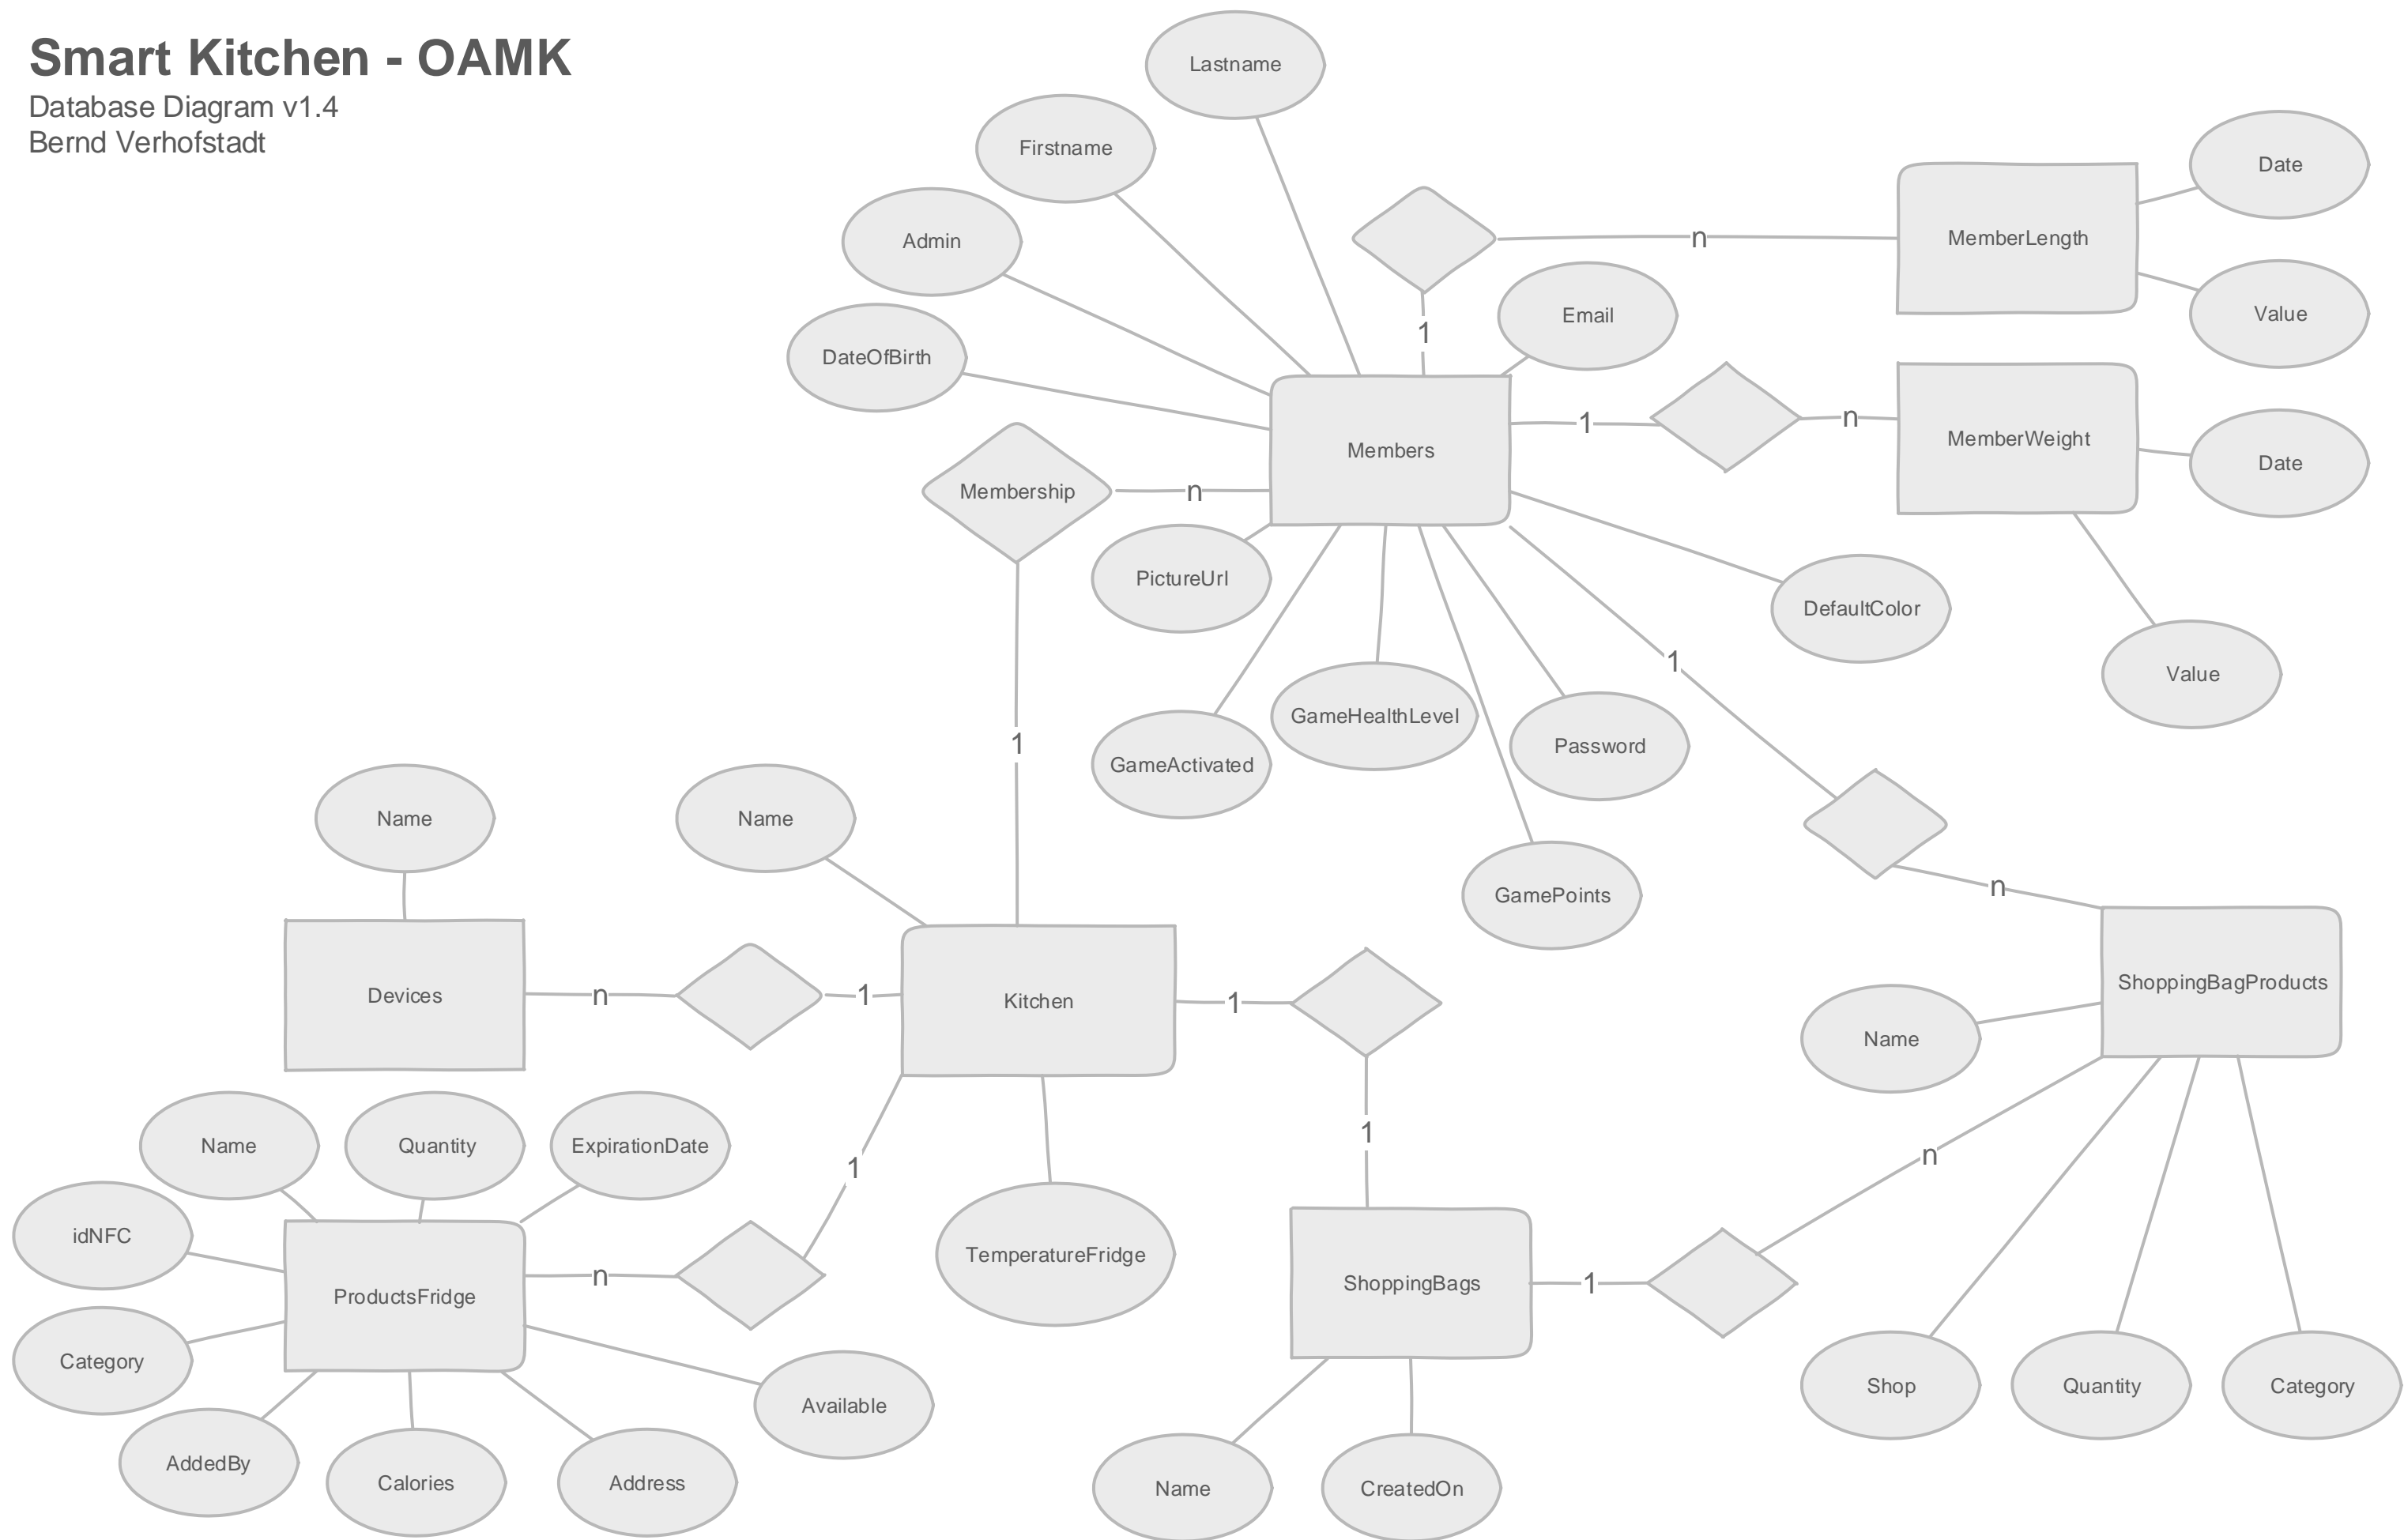 Smart Kitchen - OAMK
Database Diagram v1.4
Bernd Verhofstadt
Lastname
Firstname
Admin
DateOfBirth
Date
MemberLength
n
Value
Email
1
Members
1
n
MemberWeight
Date
Membership
n
PictureUrl
DefaultColor
1
Value
GameHealthLevel
Password
GameActivated
1
GamePoints
Name
Name
n
Devices
n
1
Kitchen
1
ShoppingBagProducts
Name
Name
Quantity
ExpirationDate
1
1
n
idNFC
TemperatureFridge
ProductsFridge
n
ShoppingBags
1
Category
Available
Shop
Quantity
Category
AddedBy
Calories
Address
Name
CreatedOn